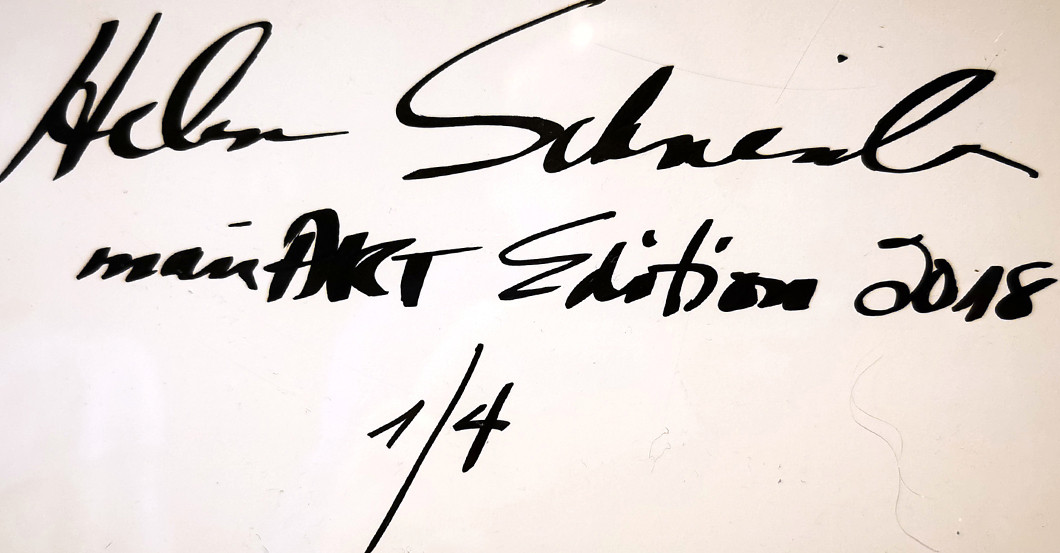 Helen Schneider
mainART Edition 2018
1/4